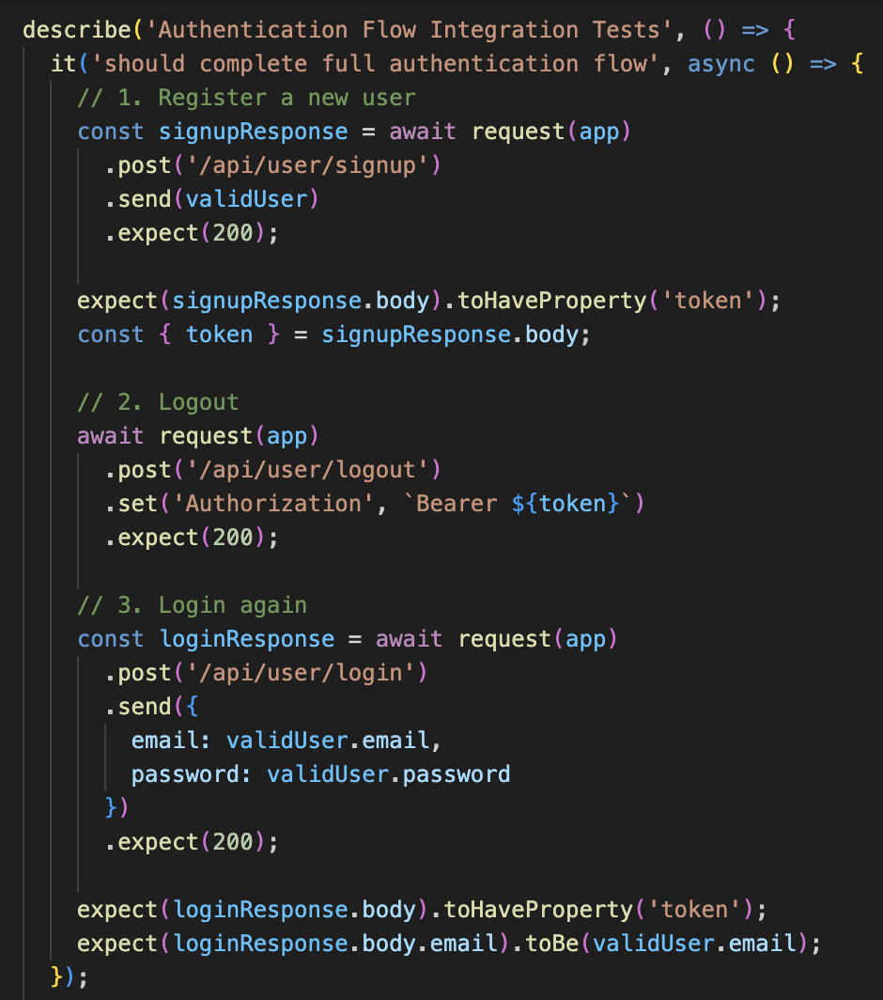 describe('Authentication Flow Integration Tests', () => {
  it('should complete full authentication flow', async () => {
    // 1. Register a new user
    const signupResponse = await request(app)
      .post('/api/user/signup')
      .send(validUser)
      .expect(200);

    expect(signupResponse.body).toHaveProperty('token');
    const { token } = signupResponse.body;

    // 2. Logout
    await request(app)
      .post('/api/user/logout')
      .set('Authorization', `Bearer ${token}`)
      .expect(200);

    // 3. Login again
    const loginResponse = await request(app)
      .post('/api/user/login')
      .send({
        email: validUser.email,
        password: validUser.password
      })
      .expect(200);

    expect(loginResponse.body).toHaveProperty('token');
    expect(loginResponse.body.email).toBe(validUser.email);
  });